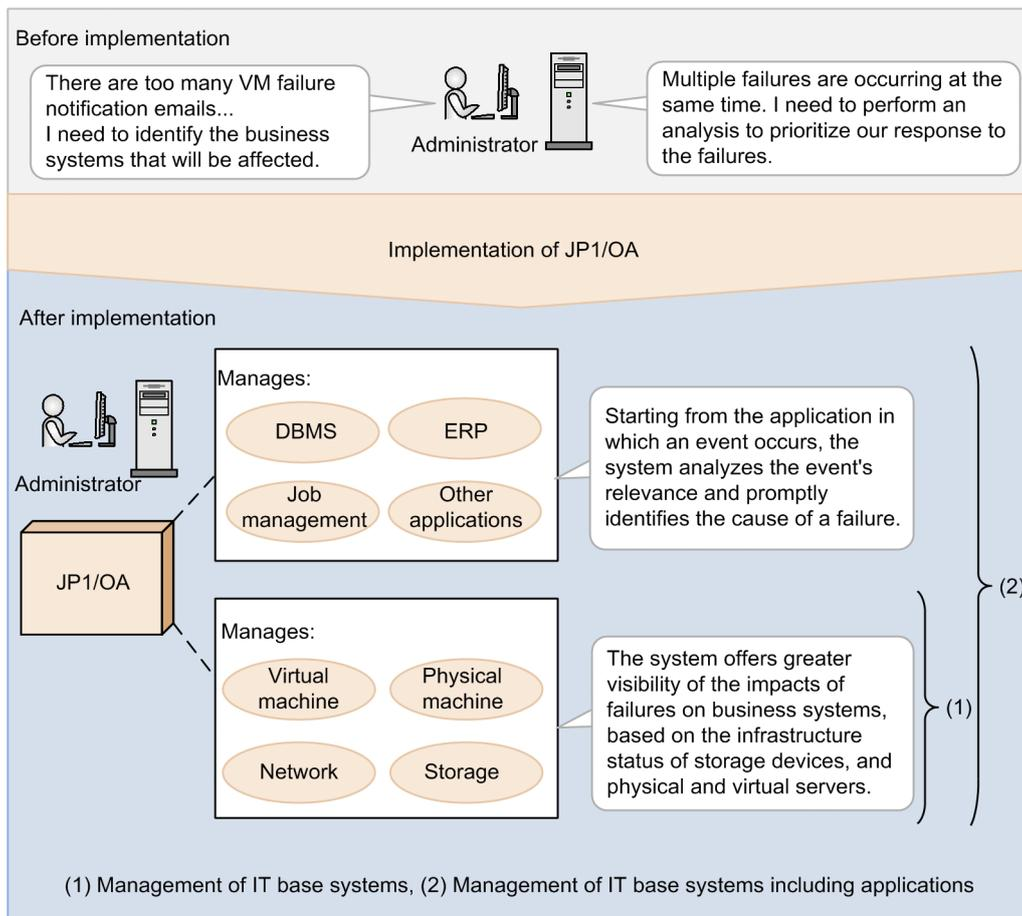 Before implementation
There are too many VM failure
notification emails...
I need to identify the business
systems that will be affected.
Administrator
Multiple failures are occurring at the
same time. I need to perform an
analysis to prioritize our response to
the failures.
Implementation of JP1/OA
After implementation
Administrator
JP1/OA
Manages:
DBMS
ERP
Job
management
Other
applications
Starting from the application in
which an event occurs, the
system analyzes the event's
relevance and promptly
identifies the cause of a failure.
Manages:
Virtual
machine
Physical
machine
Network
Storage
The system offers greater
visibility of the impacts of
failures on business systems,
based on the infrastructure
status of storage devices, and
physical and virtual servers.
(1)
(2)
(1) Management of IT base systems, (2) Management of IT base systems including applications